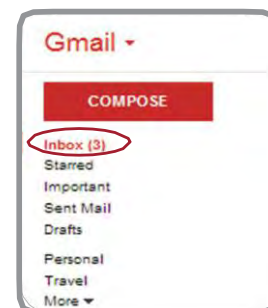 Gmail
COMPOSE
Inbox (3)
Starred
Important
Sent Mail
Drafts
Personal
Travel
More